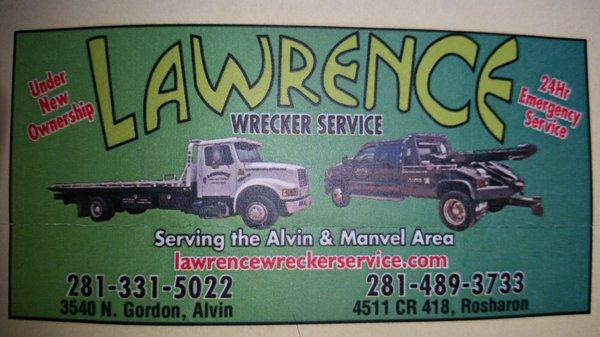 Under
New
Ownership
LAWRENCE
24Hr
Emergency
Service
WRECKER SERVICE
Serving the Alvin & Manvel Area
lawrencewreckerservice.com
281-331-5022
3540 N. Gordon, Alvin
281-489-3733
4511 CR 418, Rosharon